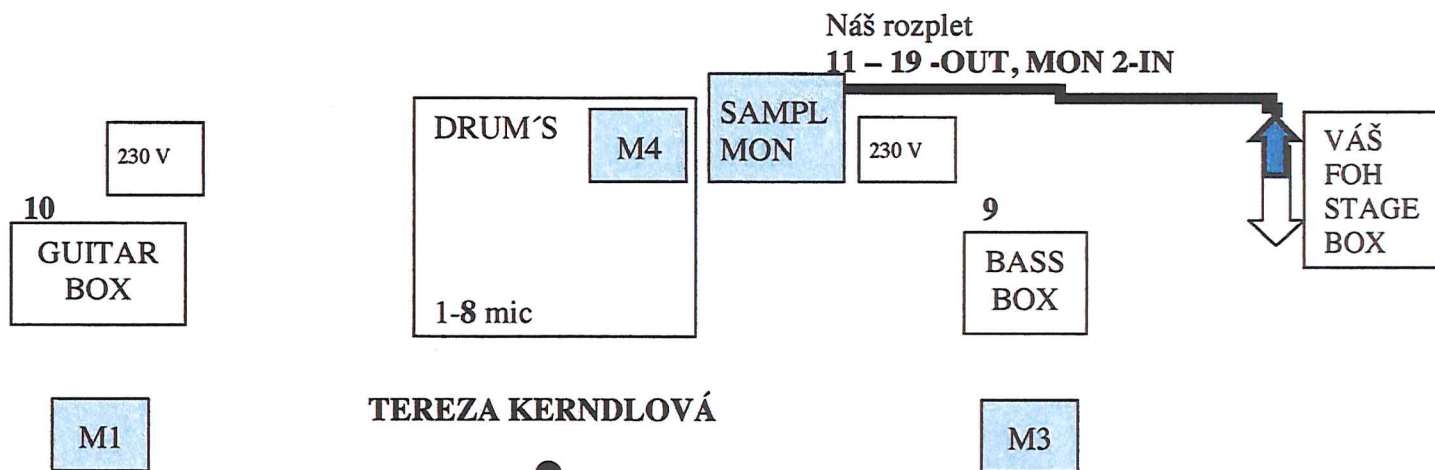 Náš rozplet
11 – 19 -OUT, MON 2-IN
230 V
DRUM´S
M4
SAMPL
MON
230 V
VÁŠ
FOH
STAGE
BOX
10
GUITAR
BOX
1-8 mic
9
BASS
BOX
TEREZA KERNDLOVÁ
M1
M3